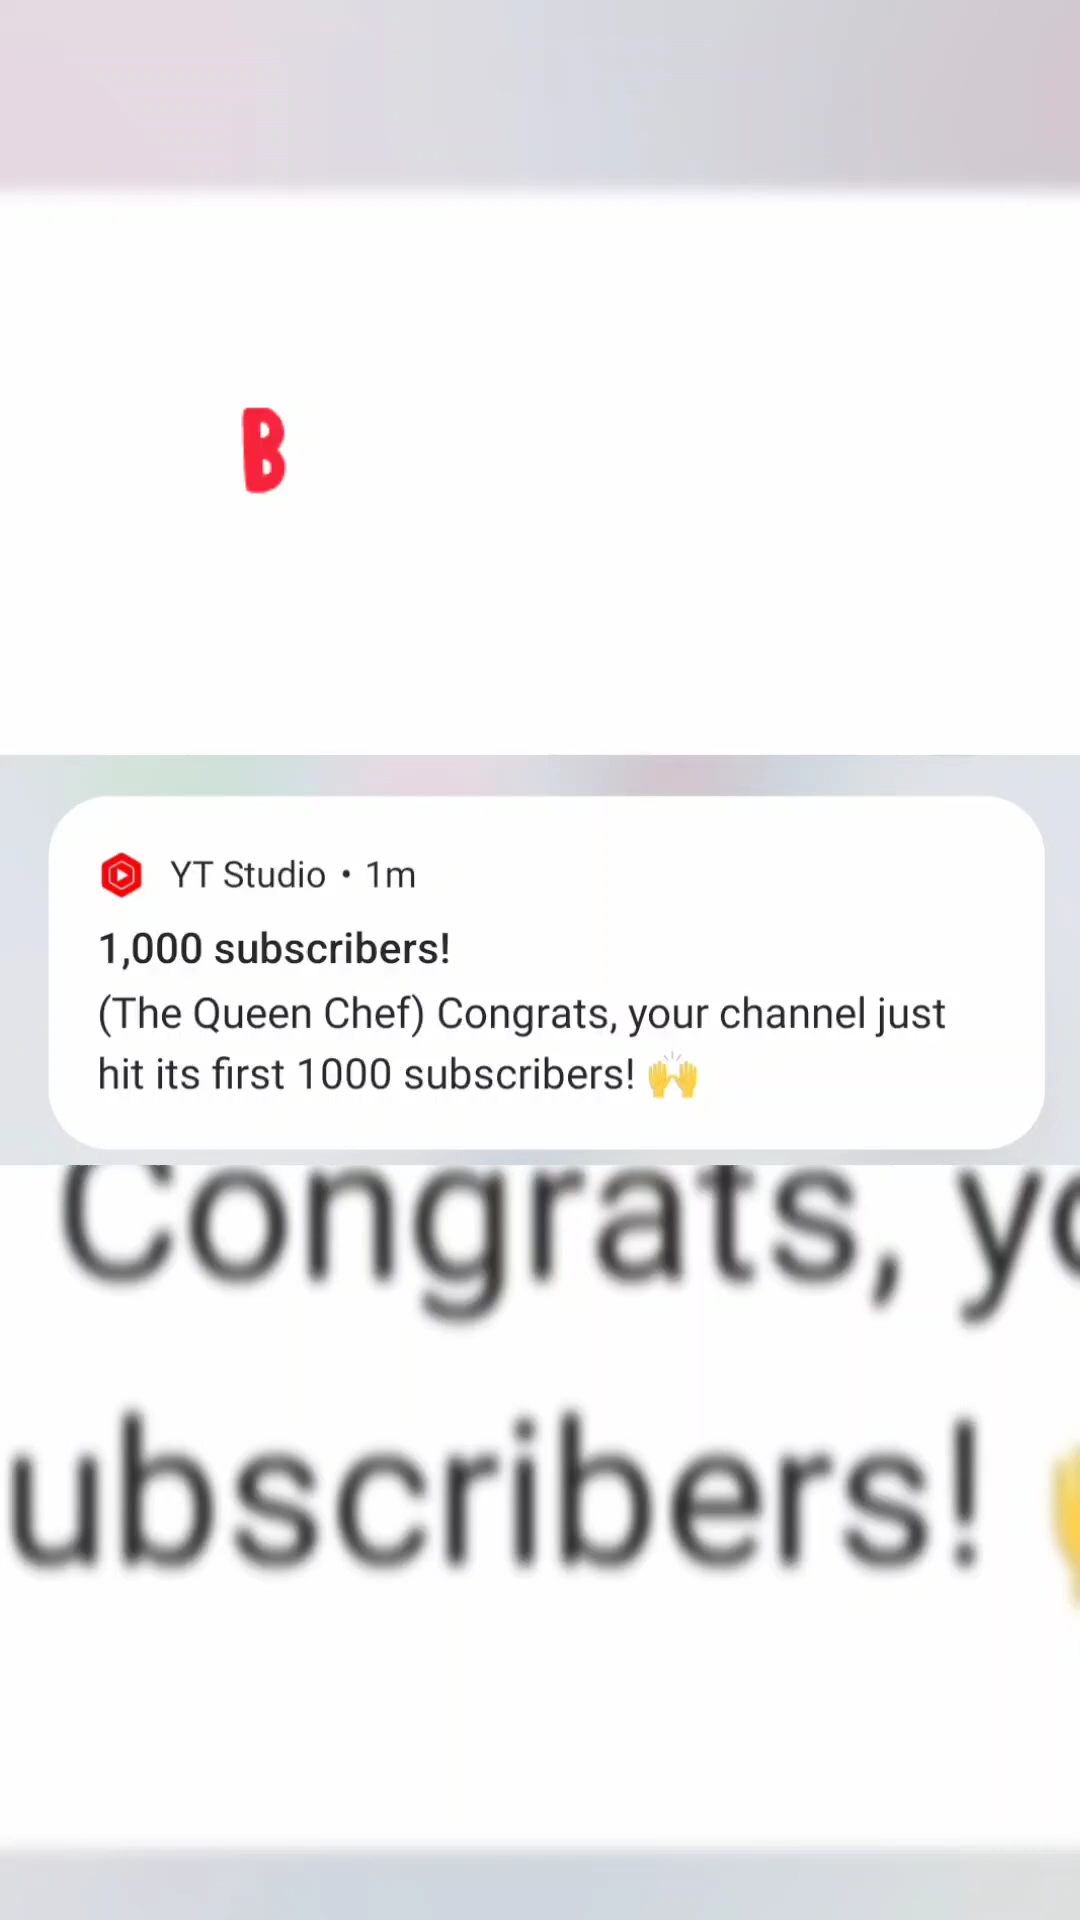 B
YT Studio • 1m
1,000 subscribers!
(The Queen Chef) Congrats, your channel just
hit its first 1000 subscribers! 🙌
Congrats, yo
ubscribers!